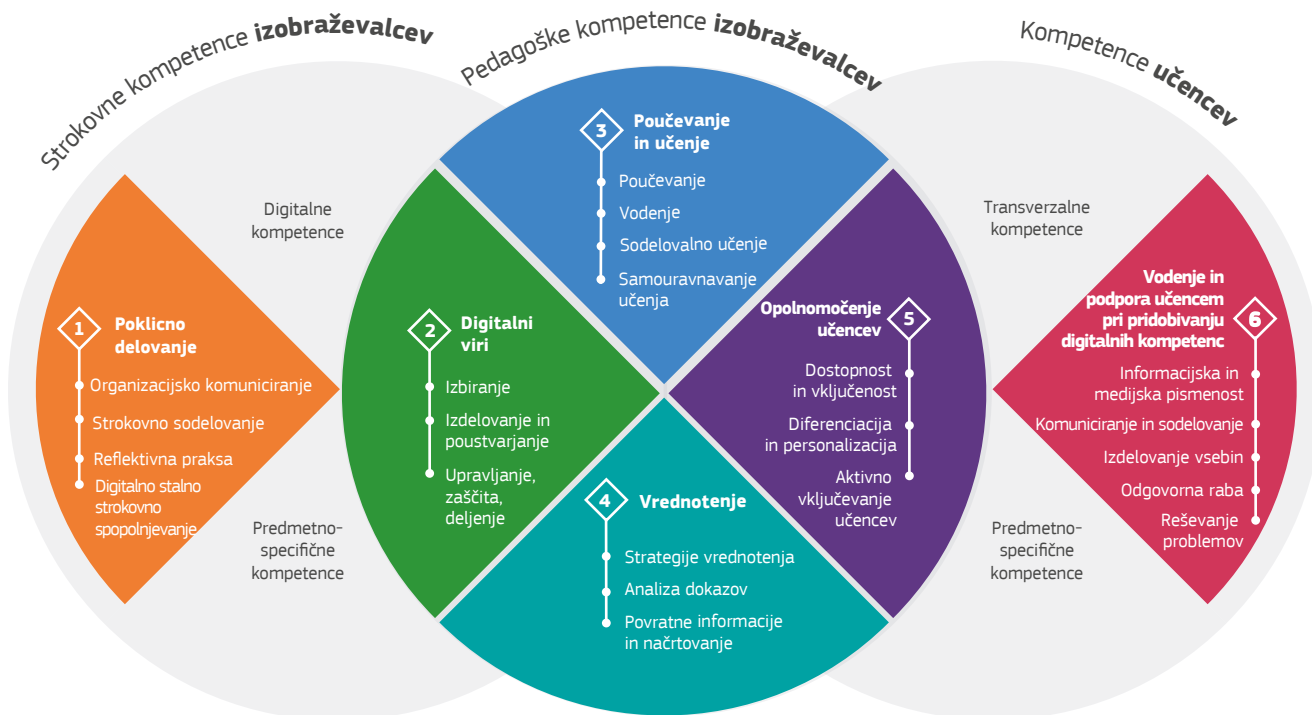 Strokovne kompetence izobraževalcev
Pedagoške kompetence izobraževalcev
Kompetence učencev
Digitalne
kompetence
Predmetno-
specifične
kompetence
Transverzalne
kompetence
Predmetno-
specifične
kompetence
1
Poklicno
delovanje
Organizacijsko komuniciranje
Strokovno sodelovanje
Reflektivna praksa
Digitalno stalno
strokovno
spopolnjevanje
2
Digitalni
viri
Izbiranje
Izdelovanje in
poustvarjanje
Upravljanje,
zaščita,
deljenje
3
Poučevanje
in učenje
Poučevanje
Vodenje
Sodelovalno učenje
Samouravnavanje
učenja
4
Vrednotenje
Strategije vrednotenja
Analiza dokazov
Povratne informacije
in načrtovanje
Opolnomočenje
učencev
5
Dostopnost
in vključenost
Diferenciacija
in personalizacija
Aktivno
vključevanje
učencev
Vodenje in
podpora učencem
pri pridobivanju
digitalnih kompetenc
6
Informacijska in
medijska pismenost
Komuniciranje in sodelovanje
Izdelovanje vsebin
Odgovorna raba
Reševanje
problemov